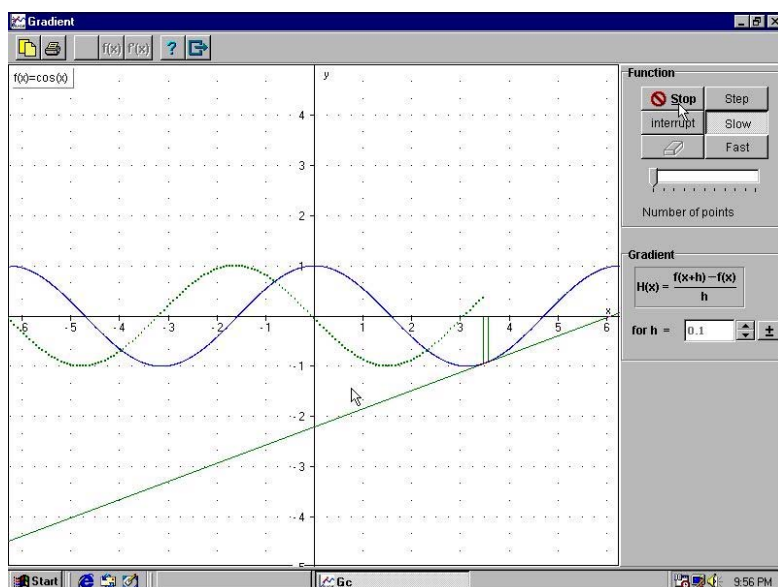 Gradient
f(x) f'(x) ?
f(x)=cos(x)
y
4
3
2
1
-6 -5 -4 -3 -2 -1 0 1 2 3 4 5 6 x
-1
-2
-3
-4
Function
Stop Step
interrupt Slow
Fast
Number of points
Gradient
H(x) = f(x+h)-f(x)
h
for h = 0.1 ±
Start Gc 9:56 PM